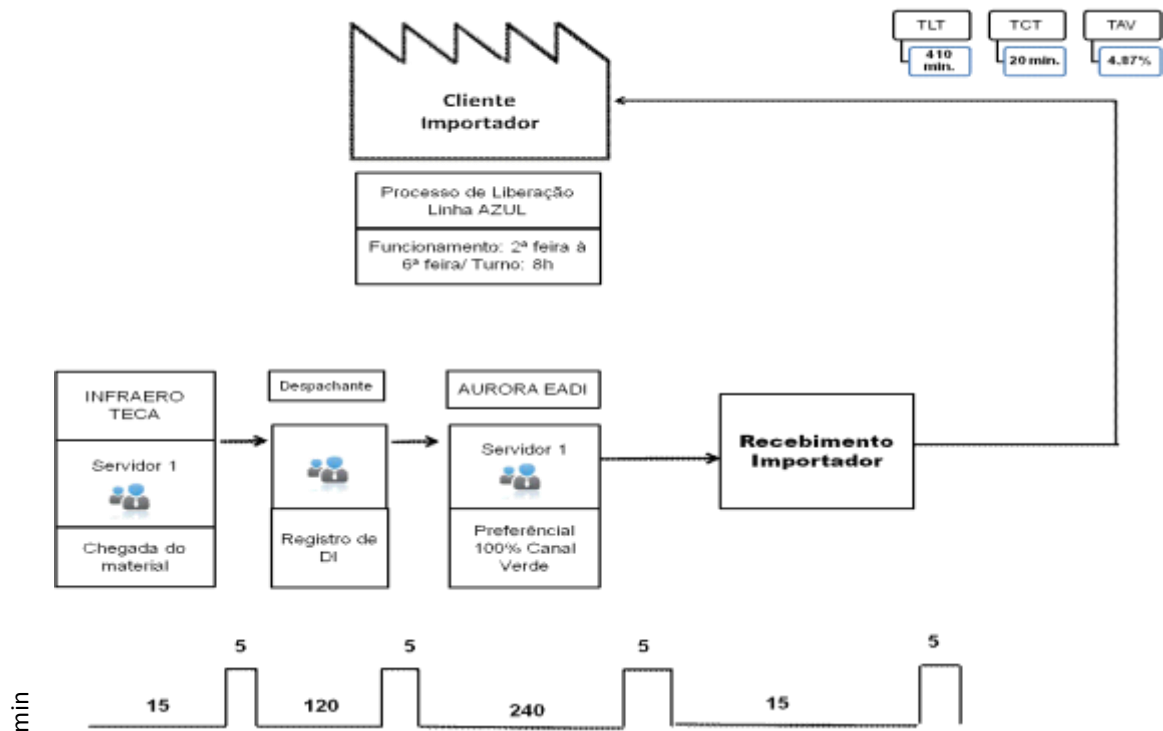 TLT
TCT
TAV
410
min.
20 min.
4.87%
Cliente
Importador
Processo de Liberação
Linha AZUL
Funcionamento: 2ª feira à
6ª feira/ Turno: 8h
INFRAERO
TECA
Servidor 1
Chegada do
material
Despachante
Registro de
DI
AURORA EADI
Servidor 1
Preferêncial
100% Canal
Verde
Recebimento
Importador
5
5
5
5
15
120
240
15
min